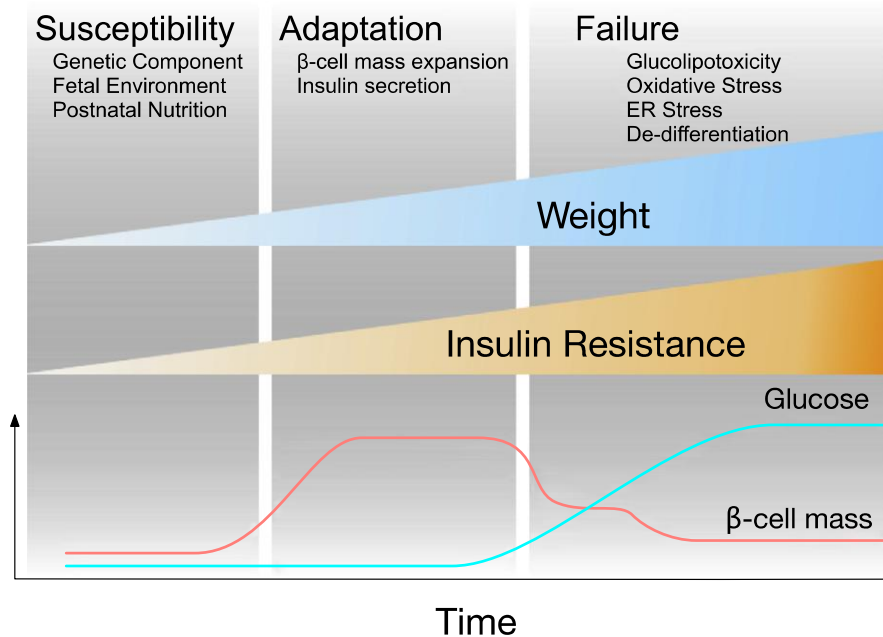 Susceptibility
Genetic Component
Fetal Environment
Postnatal Nutrition
Adaptation
β-cell mass expansion
Insulin secretion
Failure
Glucolipotoxicity
Oxidative Stress
ER Stress
De-differentiation
Weight
Insulin Resistance
Glucose
β-cell mass
Time